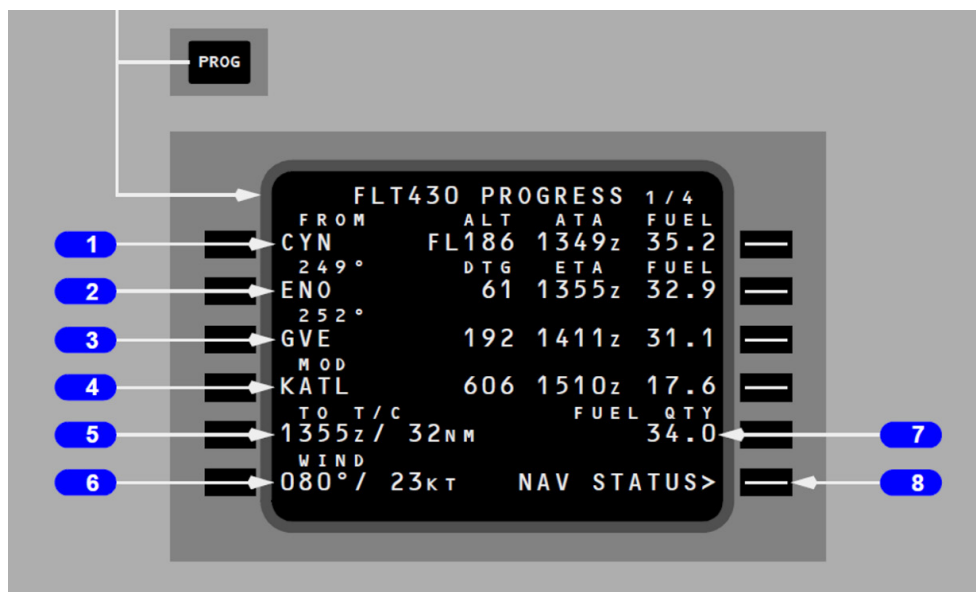 PROG
FLT430 PROGRESS 1/4
FROM ALT ATA FUEL
1 CYN FL186 1349z 35.2
249° DTG ETA FUEL
2 ENO 61 1355z 32.9
252°
3 GVE 192 1411z 31.1
MOD
4 KATL 606 1510z 17.6
TO T/C FUEL QTY
5 1355z/ 32NM 34.0 7
WIND
6 080°/ 23KT NAV STATUS> 8